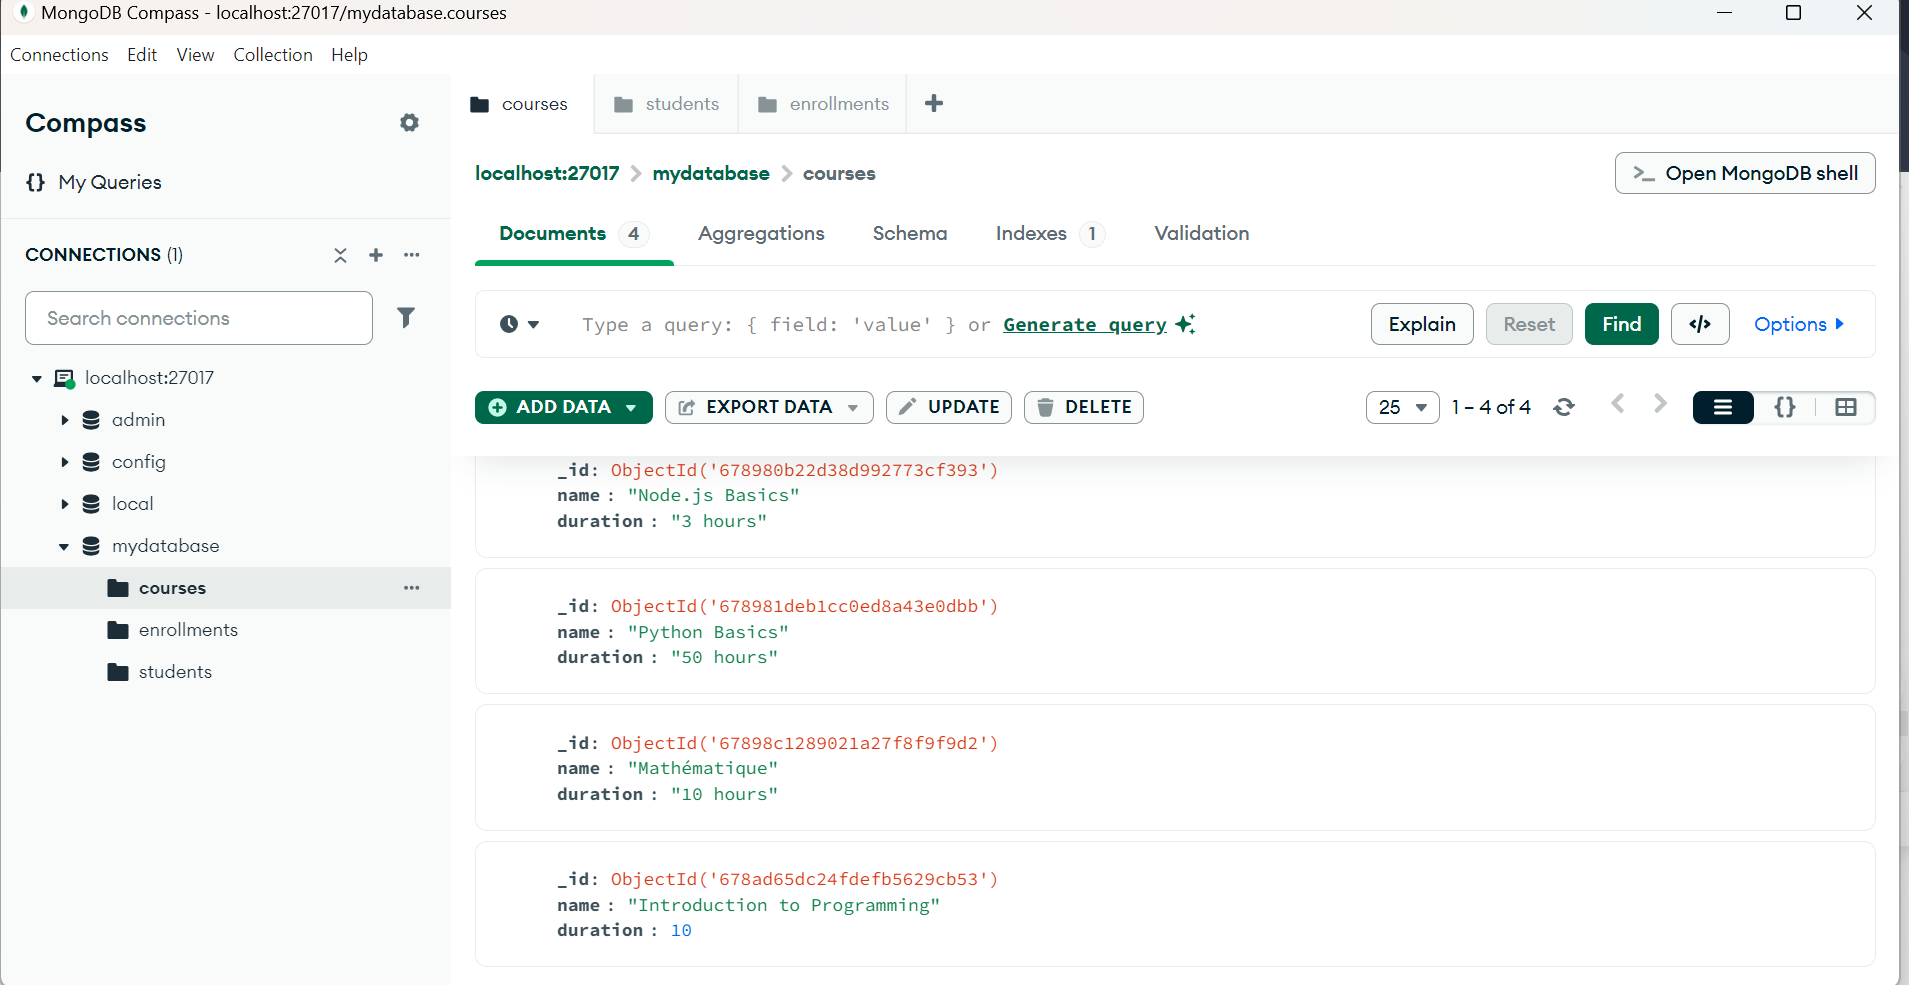 MongoDB Compass - localhost:27017/mydatabase.courses
Connections Edit View Collection Help
Compass
{} My Queries
CONNECTIONS (1)
Search connections
localhost:27017
admin
config
local
mydatabase
courses
enrollments
students
courses students enrollments
localhost:27017 > mydatabase > courses
>_ Open MongoDB shell
Documents 4 Aggregations Schema Indexes 1 Validation
Type a query: { field: 'value' } or Generate query
Explain Reset Find </> Options
ADD DATA EXPORT DATA UPDATE DELETE
25 1 – 4 of 4 {}
_id: ObjectId('678980b22d38d992773cf393')
name : "Node.js Basics"
duration : "3 hours"
_id: ObjectId('678981deb1cc0ed8a43e0dbb')
name : "Python Basics"
duration : "50 hours"
_id: ObjectId('67898c1289021a27f8f9f9d2')
name : "Mathématique"
duration : "10 hours"
_id: ObjectId('678ad65dc24fdefb5629cb53')
name : "Introduction to Programming"
duration : 10